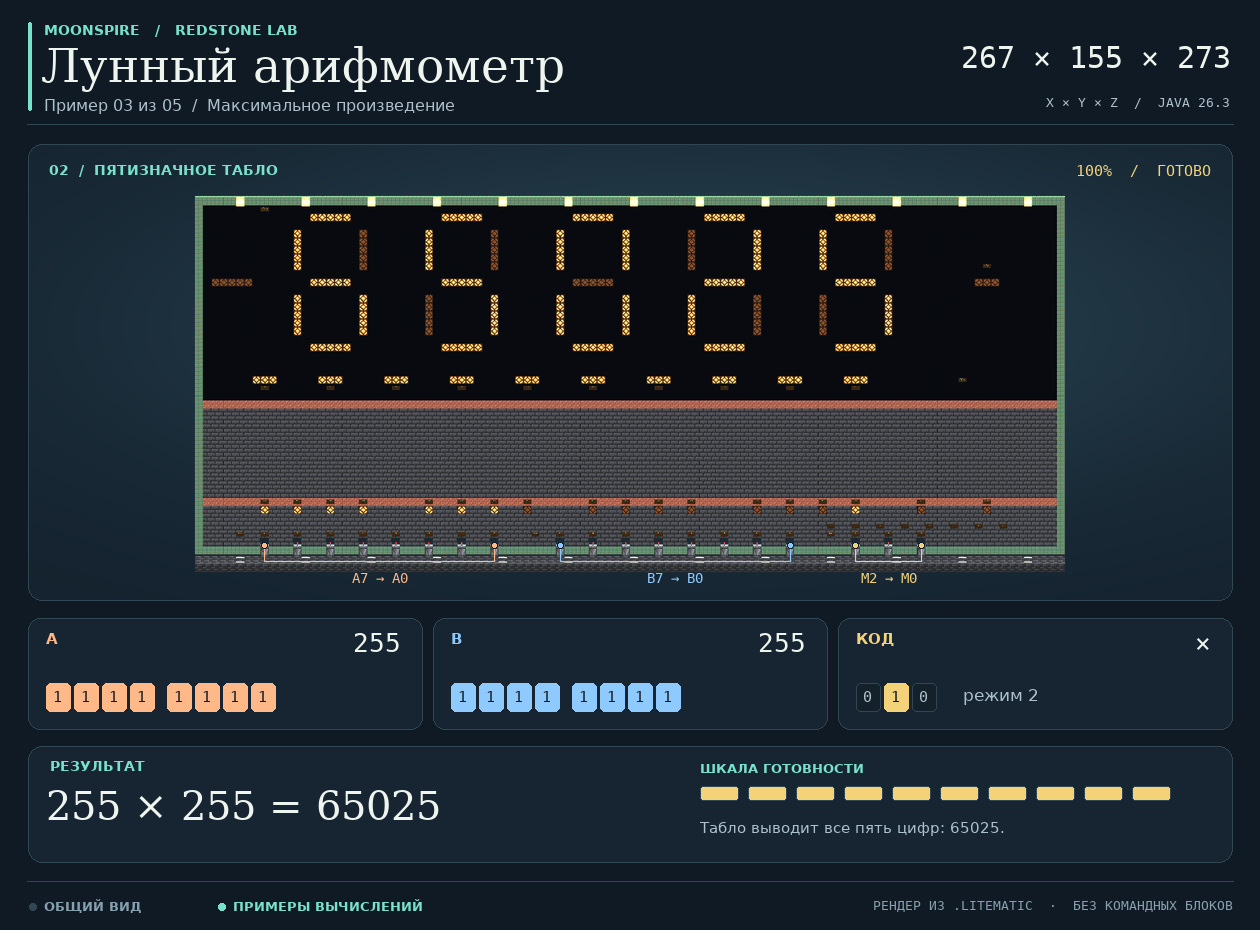 MOONSPIRE / REDSTONE LAB
Лунный арифмометр
Пример 03 из 05 / Максимальное произведение
267 × 155 × 273
X × Y × Z / JAVA 26.3
02 / ПЯТИЗНАЧНОЕ ТАБЛО
100% / ГОТОВО
65025
A7 → A0
B7 → B0
M2 → M0
A
255
1 1 1 1 1 1 1 1
B
255
1 1 1 1 1 1 1 1
КОД
×
0 1 0 режим 2
РЕЗУЛЬТАТ
255 × 255 = 65025
ШКАЛА ГОТОВНОСТИ
Табло выводит все пять цифр: 65025.
ОБЩИЙ ВИД
ПРИМЕРЫ ВЫЧИСЛЕНИЙ
РЕНДЕР ИЗ .LITEMATIC · БЕЗ КОМАНДНЫХ БЛОКОВ